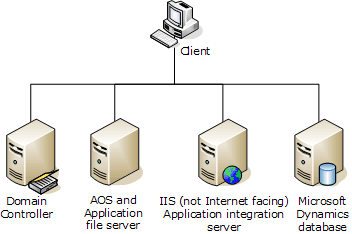 Client
Domain
Controller
AOS and
Application
file server
IIS (not Internet facing)
Application integration
server
Microsoft
Dynamics
database